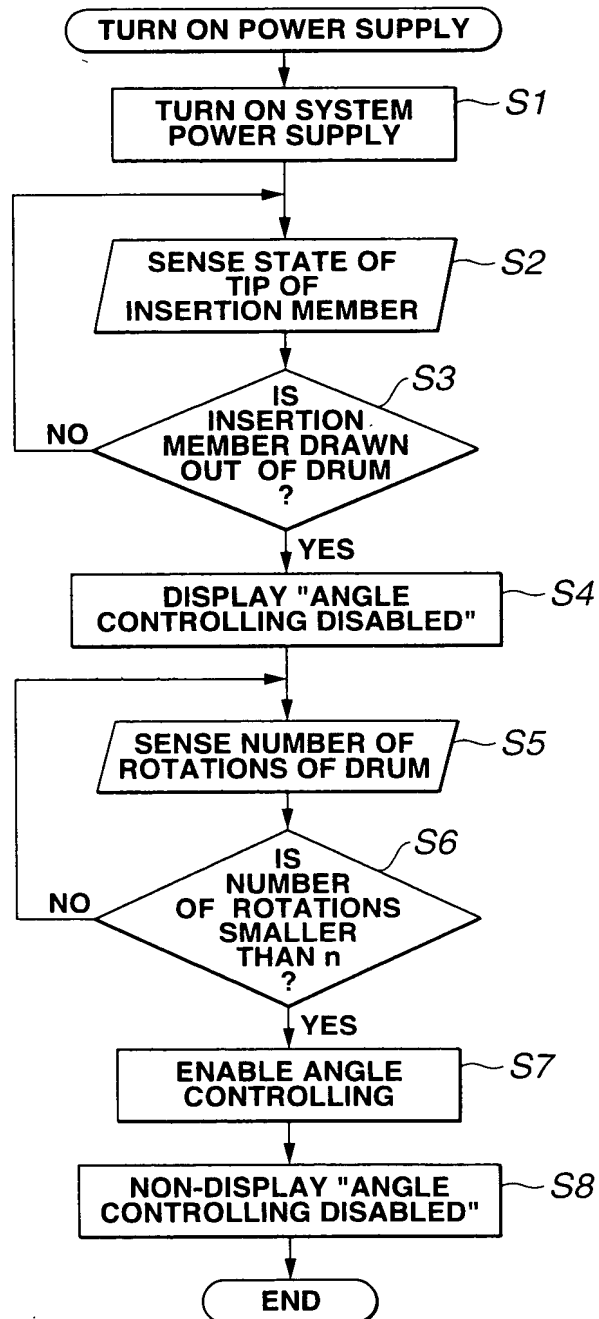 TURN ON POWER SUPPLY
TURN ON SYSTEM
POWER SUPPLY
S1
SENSE STATE OF
TIP OF
INSERTION MEMBER
S2
IS
INSERTION
MEMBER DRAWN
OUT OF DRUM
?
S3
NO
YES
DISPLAY "ANGLE
CONTROLLING DISABLED"
S4
SENSE NUMBER OF
ROTATIONS OF DRUM
S5
IS
NUMBER
OF ROTATIONS
SMALLER
THAN n
?
S6
NO
YES
ENABLE ANGLE
CONTROLLING
S7
NON-DISPLAY "ANGLE
CONTROLLING DISABLED"
S8
END